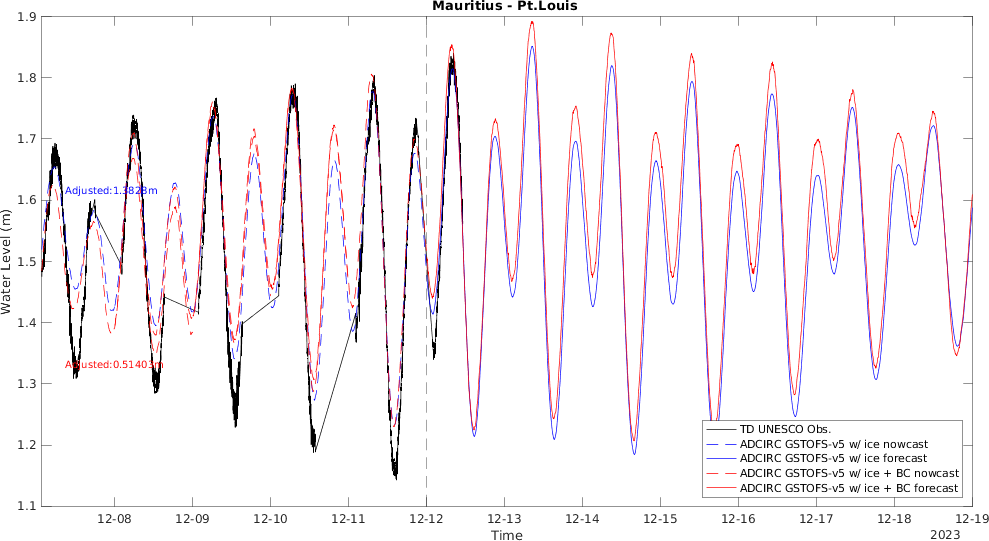 Mauritius - Pt.Louis
1.9
1.8
1.7
1.6
1.5
1.4
1.3
1.2
1.1
Water Level (m)
Adjusted:1.3828m
Adjusted:0.51403m
TD UNESCO Obs.
ADCIRC GSTOFS-v5 w/ ice nowcast
ADCIRC GSTOFS-v5 w/ ice forecast
ADCIRC GSTOFS-v5 w/ ice + BC nowcast
ADCIRC GSTOFS-v5 w/ ice + BC forecast
12-08 12-09 12-10 12-11 12-12 12-13 12-14 12-15 12-16 12-17 12-18 12-19
Time
2023